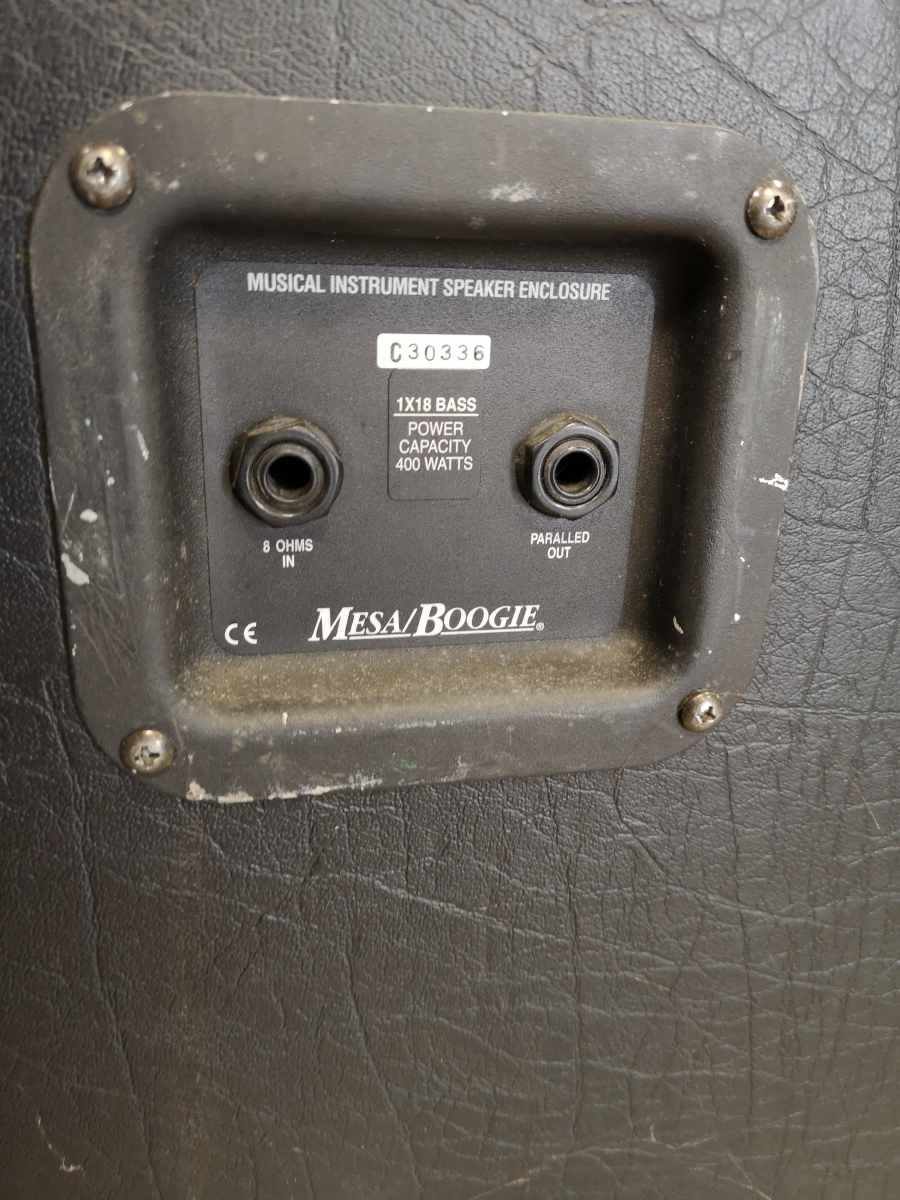 MUSICAL INSTRUMENT SPEAKER ENCLOSURE
C30336
1X18 BASS
POWER
CAPACITY
400 WATTS
8 OHMS
IN
PARALLED
OUT
CE
MESA/BOOGIE®